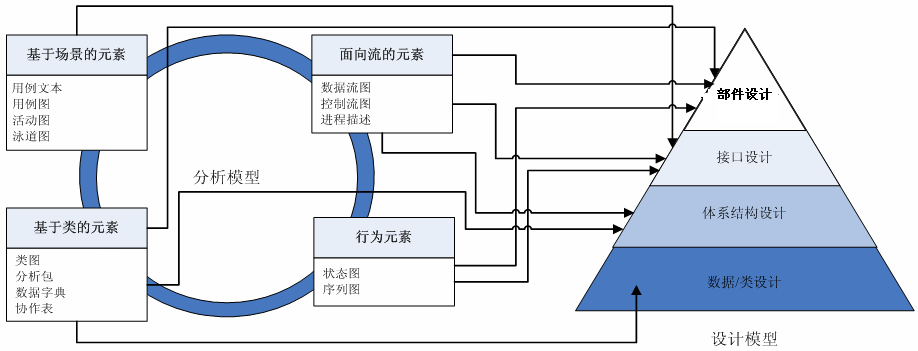 基于场景的元素
用例文本
用例图
活动图
泳道图
面向流的元素
数据流图
控制流图
进程描述
分析模型
基于类的元素
类图
分析包
数据字典
协作表
行为元素
状态图
序列图
部件设计
接口设计
体系结构设计
数据/类设计
设计模型